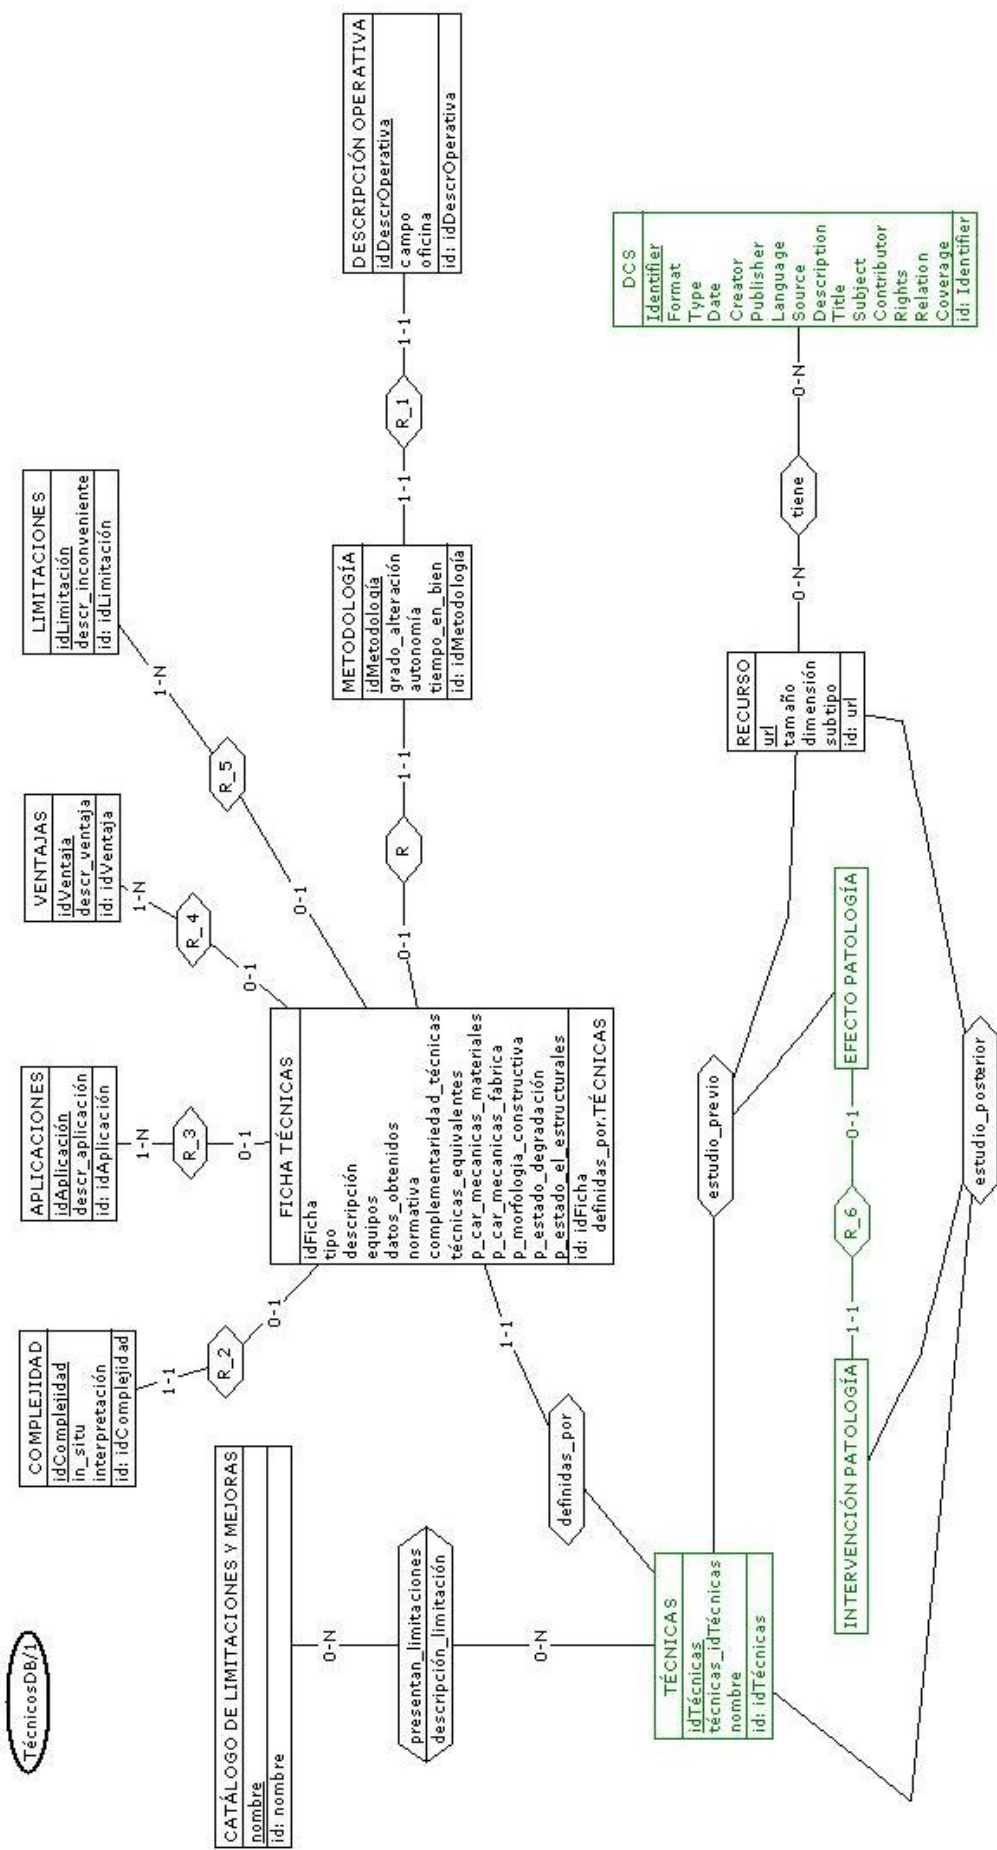 TécnicosDB/1
COMPLEJIDAD
idComplejidad
in_situ
interpretación
id: idComplejidad
APLICACIONES
idAplicación
descr_aplicación
id: idAplicación
VENTAJAS
idVentaja
descr_ventaja
id: idVentaja
LIMITACIONES
idLimitación
descr_inconveniente
id: idLimitación
1-1
R_2
0-1
1-N
R_3
0-1
1-N
R_4
0-1
1-N
R_5
0-1
CATÁLOGO DE LIMITACIONES Y MEJORAS
nombre
id: nombre
FICHA TÉCNICAS
idFicha
tipo
descripción
equipos
datos_obtenidos
normativa
complementariedad_técnicas
técnicas_equivalentes
p_car_mecanicas_materiales
p_car_mecanicas_fabrica
p_morfología_constructiva
p_estado_degradación
p_estado_el_estructurales
id: idFicha
definidas_por.TÉCNICAS
0-1
R
1-1
METODOLOGÍA
idMetodología
grado_alteración
autonomía
tiempo_en_bien
id: idMetodología
1-1
R_1
1-1
DESCRIPCIÓN OPERATIVA
idDescrOperativa
campo
oficina
id: idDescrOperativa
0-N
presentan_limitaciones
descripción_limitación
0-N
1-1
definidas_por
TÉCNICAS
idTécnicas
técnicas_idTécnicas
nombre
id: idTécnicas
estudio_previo
RECURSO
url
tamaño
dimensión
subtipo
id: url
0-N
tiene
0-N
DCS
Identifier
Format
Type
Date
Creator
Publisher
Language
Source
Description
Title
Subject
Contributor
Rights
Relation
Coverage
id: Identifier
INTERVENCIÓN PATOLOGÍA
1-1
R_6
0-1
EFECTO PATOLOGÍA
estudio_posterior